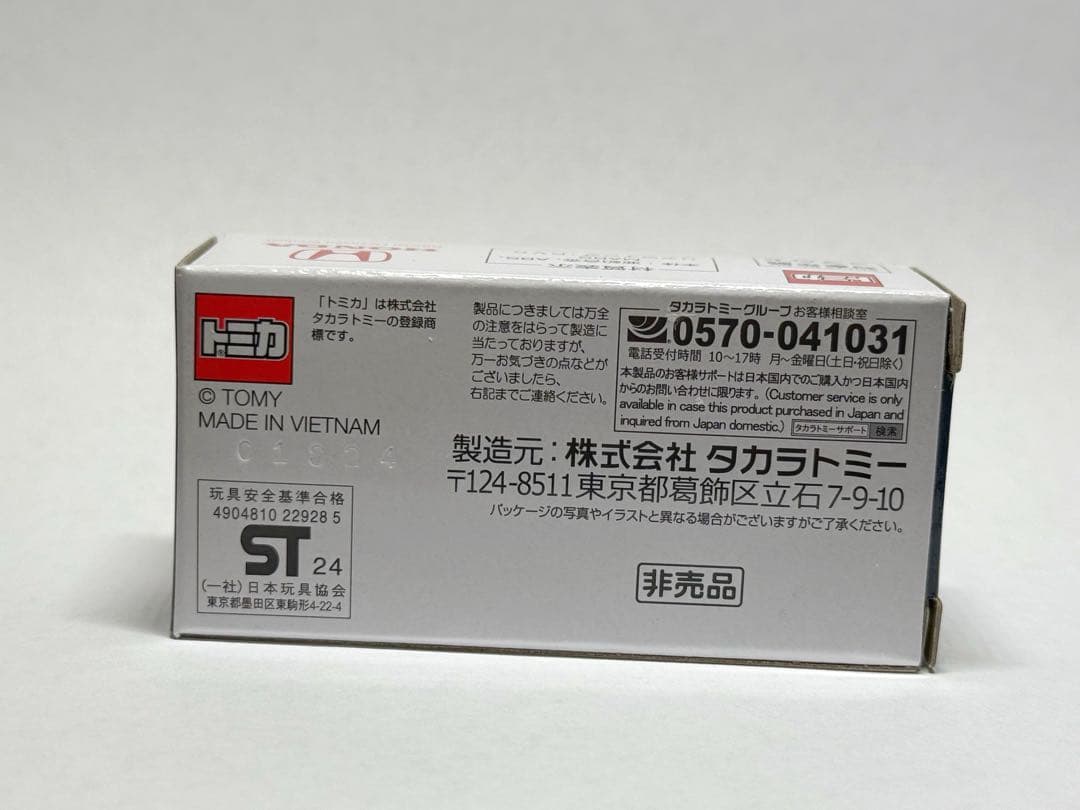 HONDA
材質表示
トミカ
トミカ®
「トミカ」は株式会社
タカラトミーの登録商
標です。
© TOMY
MADE IN VIETNAM
玩具安全基準合格
4904810 22928 5
ST 24
(一社)日本玩具協会
東京都墨田区東駒形4-22-4
製品につきましては万全
の注意をはらって製造に
当たっておりますが、
万一お気づきの点などが
ございましたら、
右記までご連絡ください。
タカラトミーグループ お客様相談室
0570-041031
電話受付時間 10～17時 月～金曜日(土日・祝日除く)
本製品のお客様サポートは日本国内でのご購入かつ日本国内
からのお問い合わせに限ります。(Customer service is only
available in case this product purchased in Japan and
inquired from Japan domestic.) タカラトミーサポート 検索
製造元：株式会社 タカラトミー
〒124-8511東京都葛飾区立石7-9-10
パッケージの写真やイラストと異なる場合がございますがご了承ください。
非売品